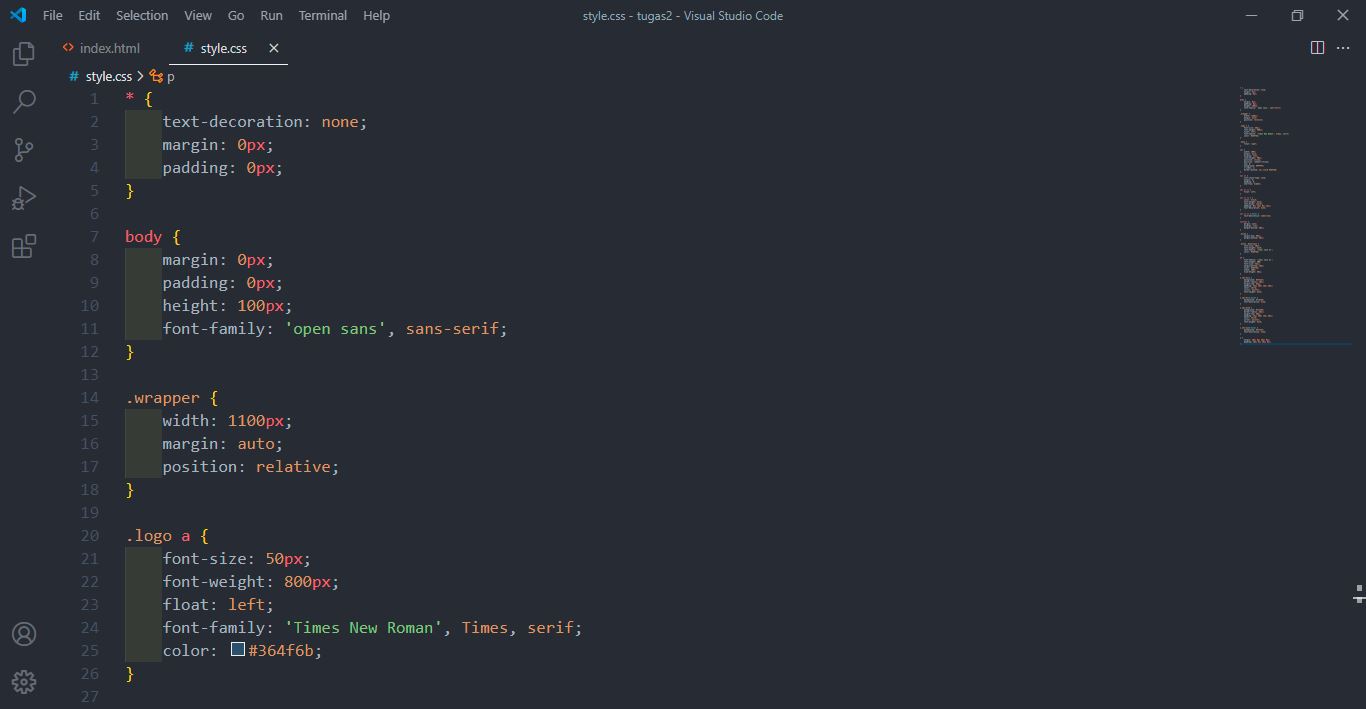 File Edit Selection View Go Run Terminal Help style.css - tugas2 - Visual Studio Code
index.html # style.css
# style.css > p
1 * {
2 text-decoration: none;
3 margin: 0px;
4 padding: 0px;
5 }
6
7 body {
8 margin: 0px;
9 padding: 0px;
10 height: 100px;
11 font-family: 'open sans', sans-serif;
12 }
13
14 .wrapper {
15 width: 1100px;
16 margin: auto;
17 position: relative;
18 }
19
20 .logo a {
21 font-size: 50px;
22 font-weight: 800px;
23 float: left;
24 font-family: 'Times New Roman', Times, serif;
25 color: #364f6b;
26 }
27